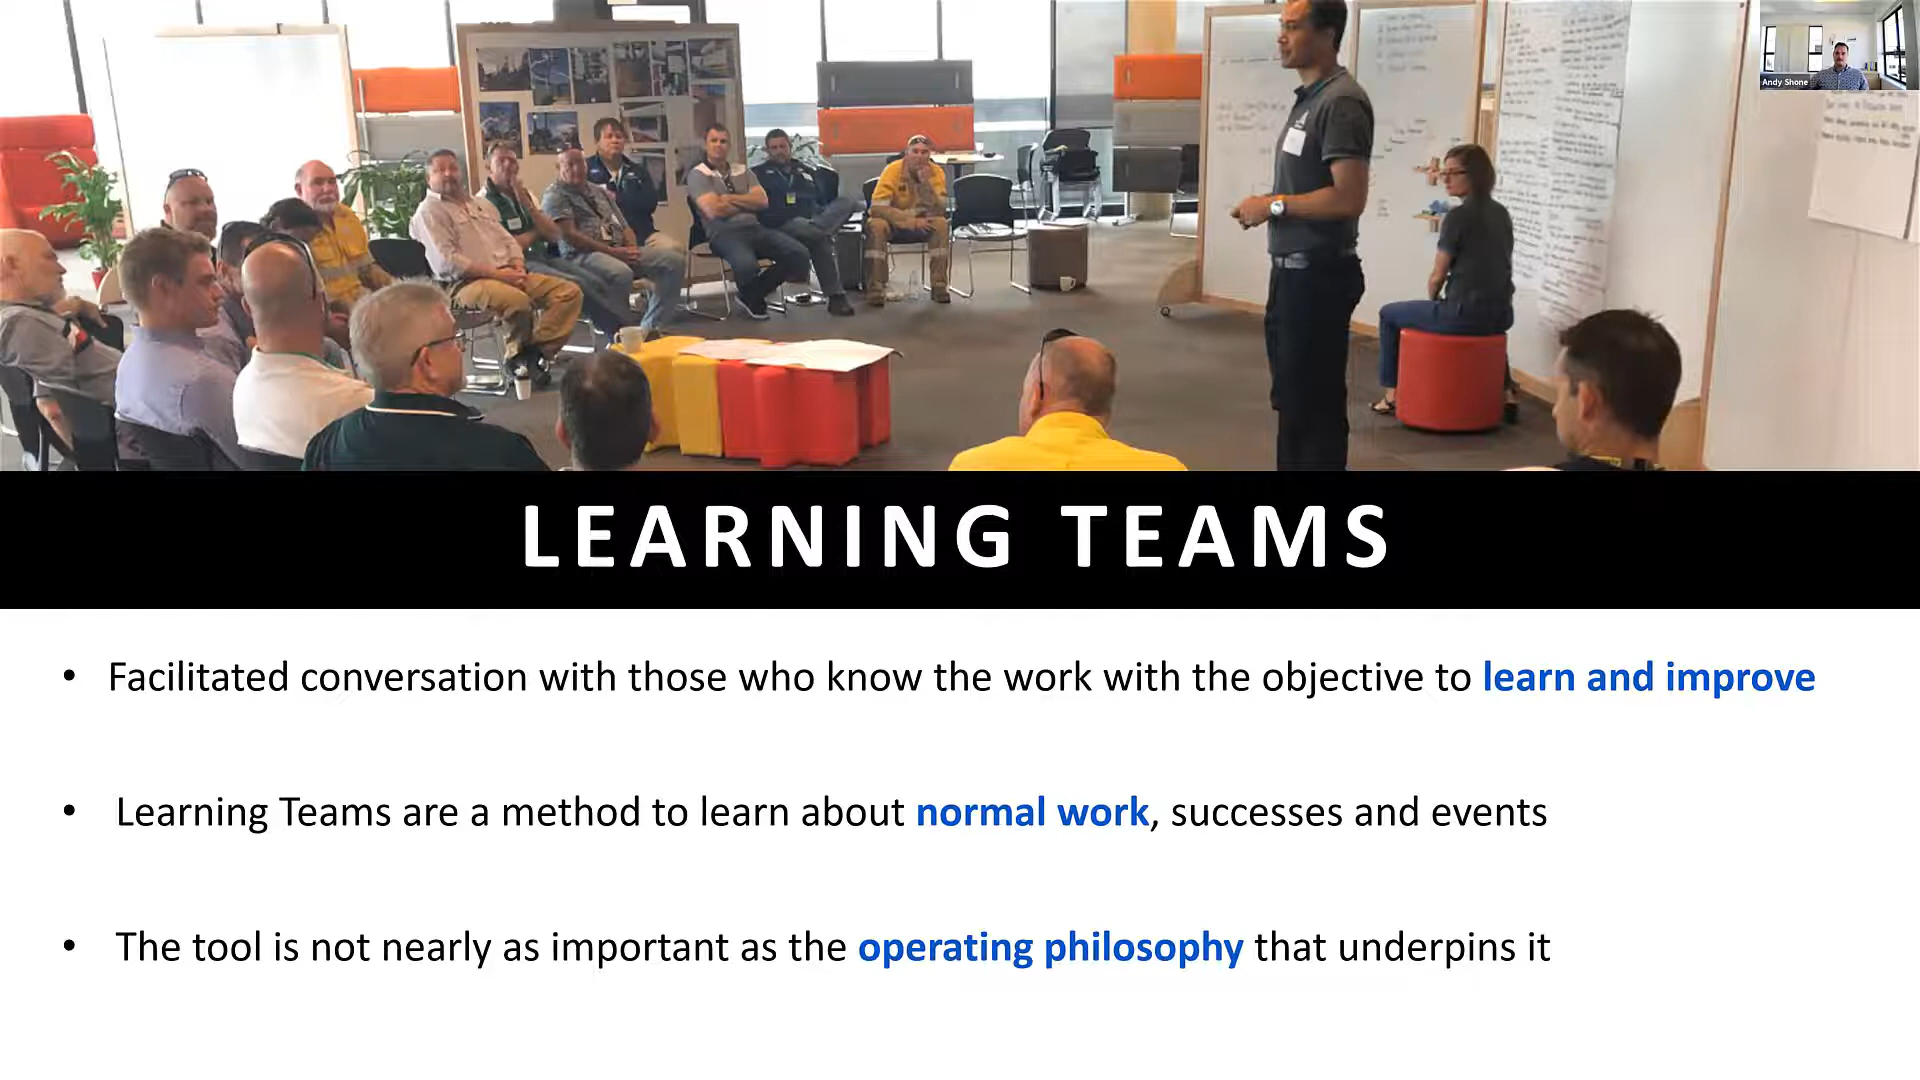 Andy Shone
LEARNING TEAMS
• Facilitated conversation with those who know the work with the objective to learn and improve
• Learning Teams are a method to learn about normal work, successes and events
• The tool is not nearly as important as the operating philosophy that underpins it